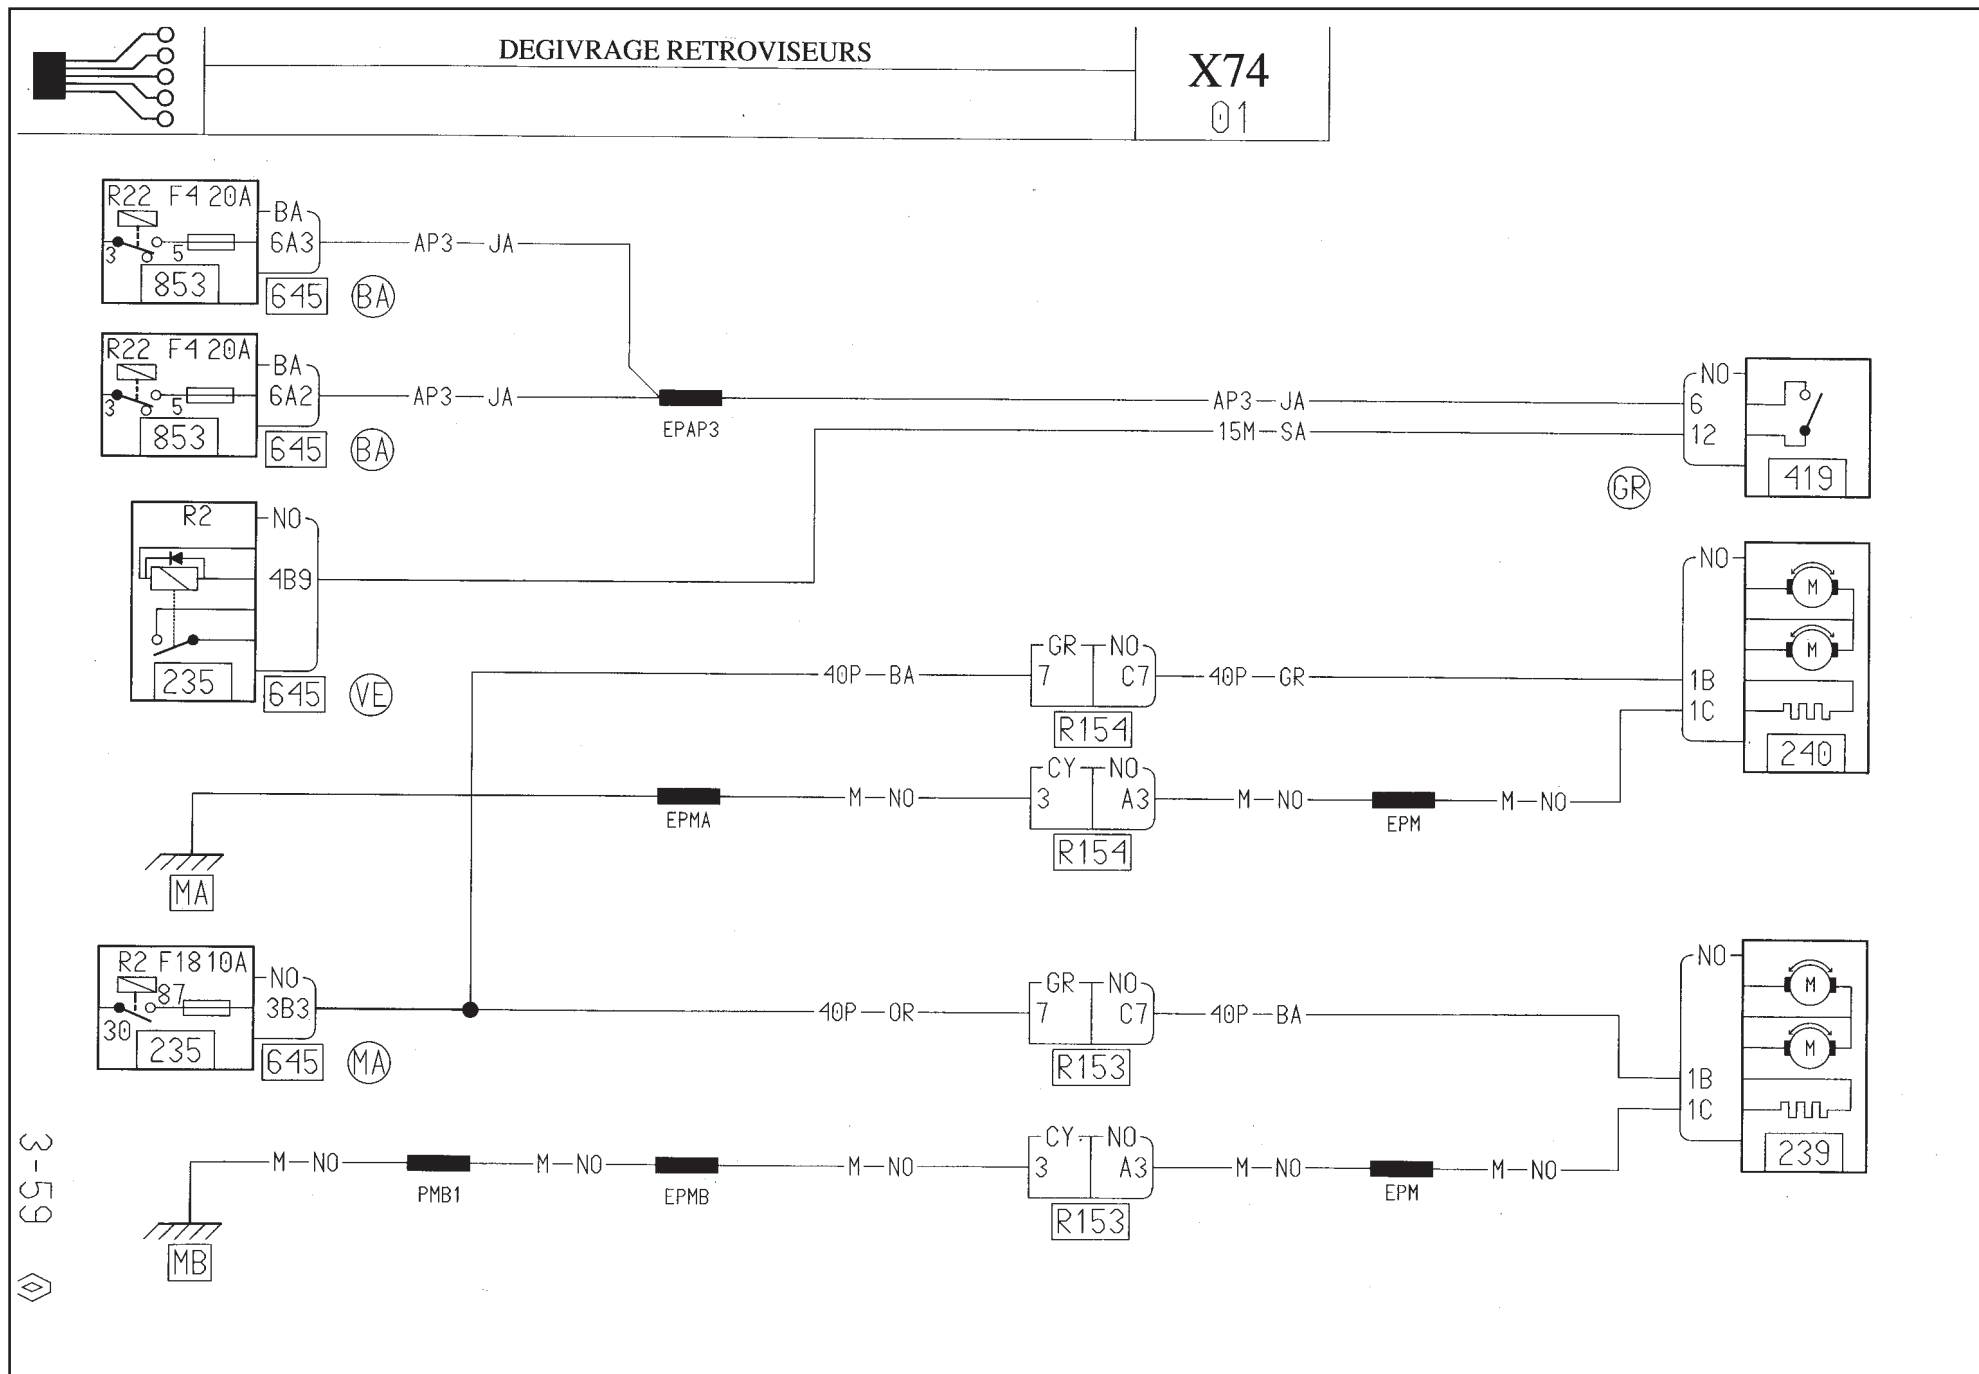 DEGIVRAGE RETROVISEURS
X74
01
R22 F4 20A
BA
3
5
6A3
AP3 JA
853
645
BA
R22 F4 20A
BA
3
5
6A2
AP3 JA
EPAP3
AP3 JA
853
645
BA
NO
6
12
15M SA
419
GR
R2
NO
4B9
235
645
VE
NO
M
M
1B
1C
240
40P BA
GR NO
7 C7
R154
40P GR
EPMA
M NO
CY NO
3 A3
R154
M NO
EPM
M NO
MA
R2 F18 10A
NO
87
30
3B3
235
645
MA
40P OR
GR NO
7 C7
R153
40P BA
NO
M
M
1B
1C
239
M NO
PMB1
M NO
EPMB
M NO
CY NO
3 A3
R153
M NO
EPM
M NO
MB
3-59